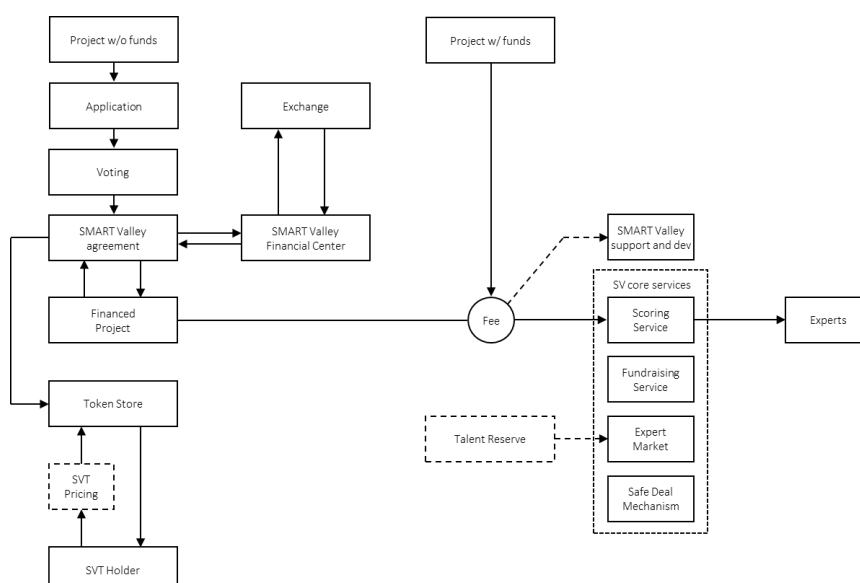 Project w/o funds
Project w/ funds
Application
Exchange
Voting
SMART Valley
agreement
SMART Valley
Financial Center
SMART Valley
support and dev
SV core services
Financed
Project
Fee
Scoring
Service
Experts
Fundraising
Service
Token Store
Talent Reserve
Expert
Market
SVT
Pricing
Safe Deal
Mechanism
SVT Holder